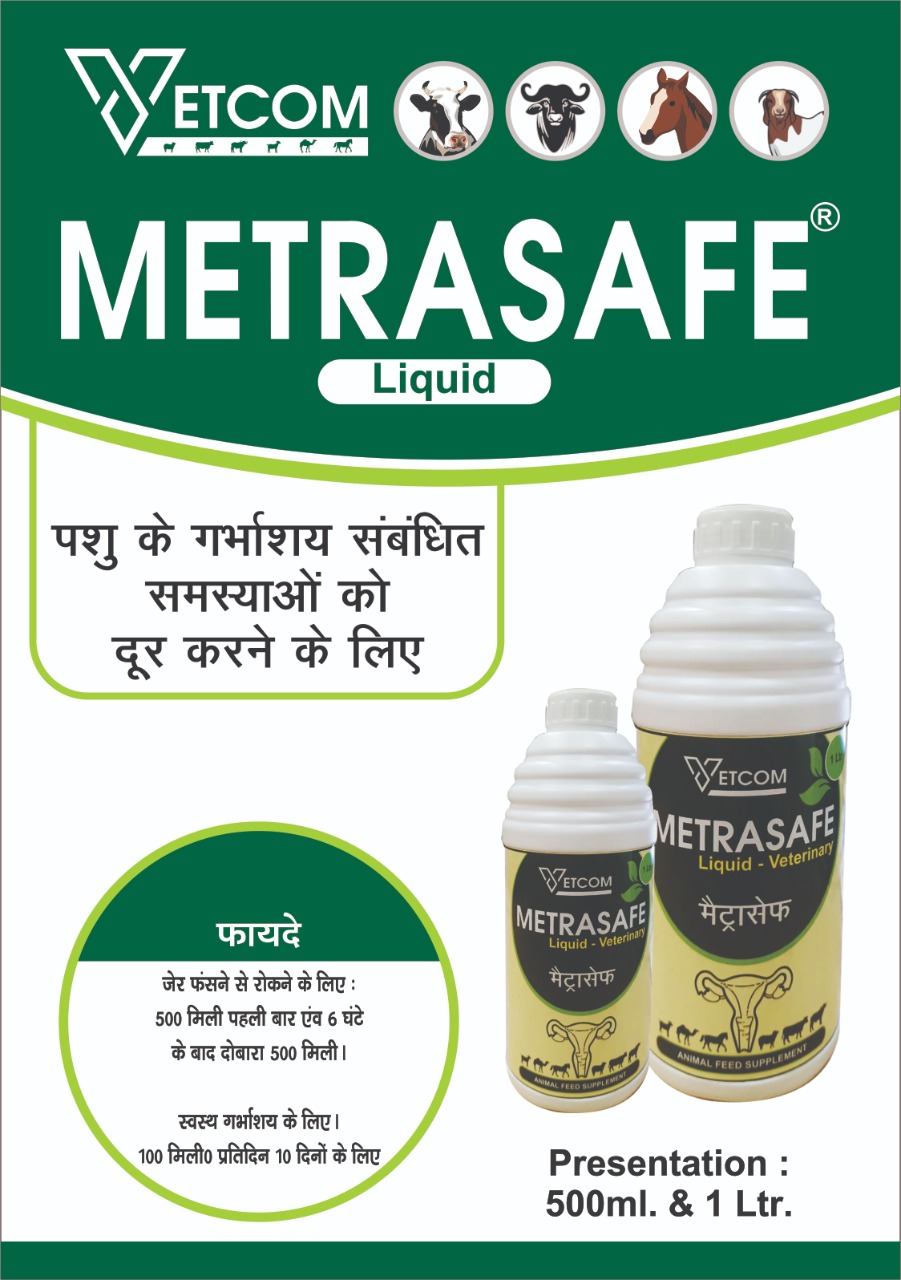 VETCOM
METRASAFE®
Liquid
पशु के गर्भाशय संबंधित
समस्याओं को
दूर करने के लिए
फायदे
जेर फंसने से रोकने के लिए :
500 मिली पहली बार एंव 6 घंटे
के बाद दोबारा 500 मिली।
स्वस्थ गर्भाशय के लिए।
100 मिली0 प्रतिदिन 10 दिनों के लिए
VETCOM
METRASAFE
Liquid - Veterinary
मैट्रासेफ
ANIMAL FEED SUPPLEMENT
VETCOM
METRASAFE
Liquid - Veterinary
मैट्रासेफ
ANIMAL FEED SUPPLEMENT
Presentation :
500ml. & 1 Ltr.